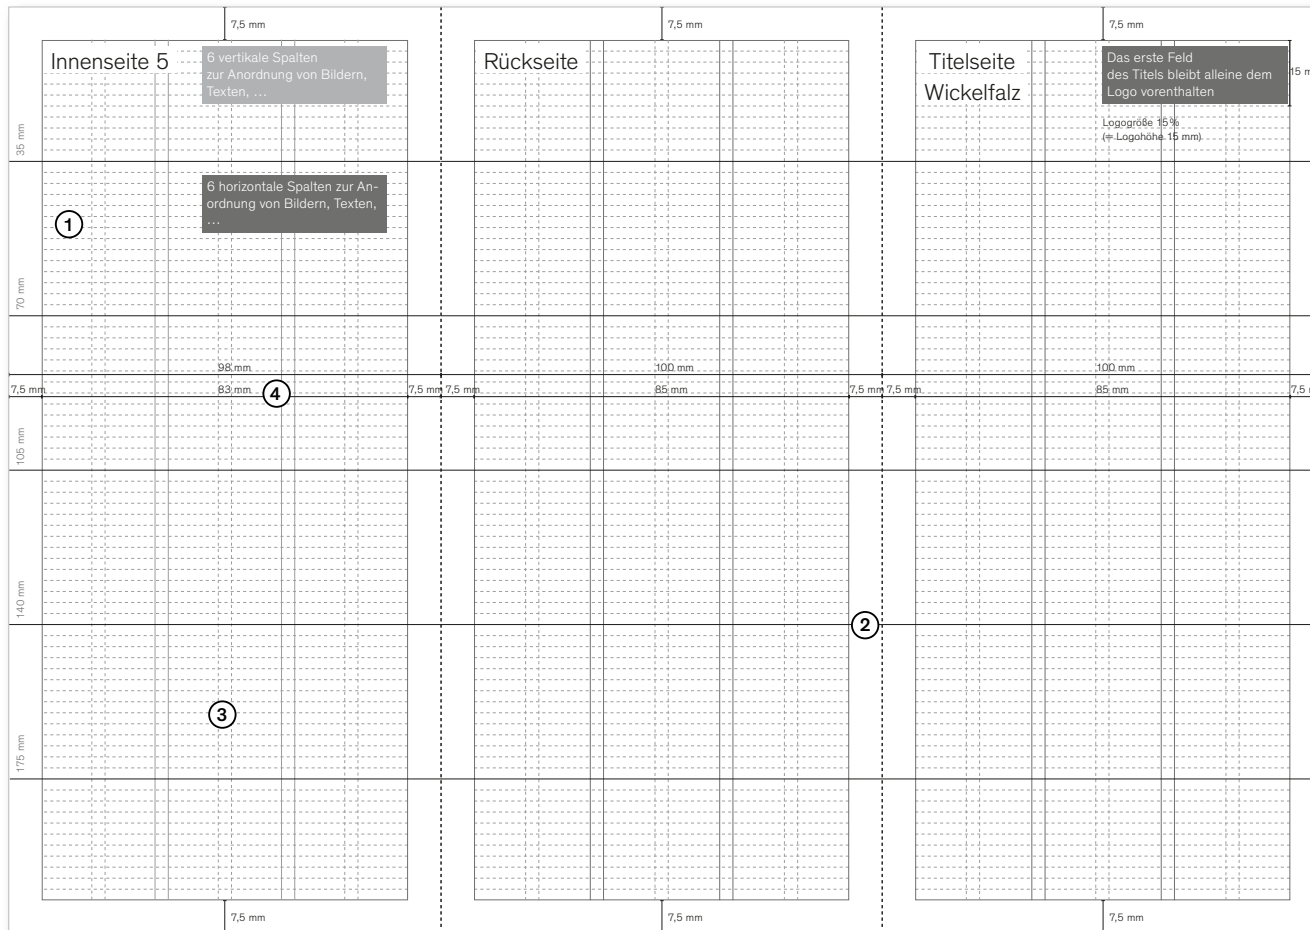 7,5 mm
7,5 mm
7,5 mm
Innenseite 5
6 vertikale Spalten
zur Anordnung von Bildern,
Texten, …
Rückseite
Titelseite
Wickelfalz
Das erste Feld
des Titels bleibt alleine dem
Logo vorenthalten
15 m
Logogröße 15 %
(= Logohöhe 15 mm)
35 mm
6 horizontale Spalten zur An-
ordnung von Bildern, Texten,
…
1
70 mm
98 mm
100 mm
100 mm
7,5 mm
83 mm
4
7,5 mm
7,5 mm
85 mm
7,5 mm
7,5 mm
85 mm
7,5
105 mm
140 mm
2
3
175 mm
7,5 mm
7,5 mm
7,5 mm